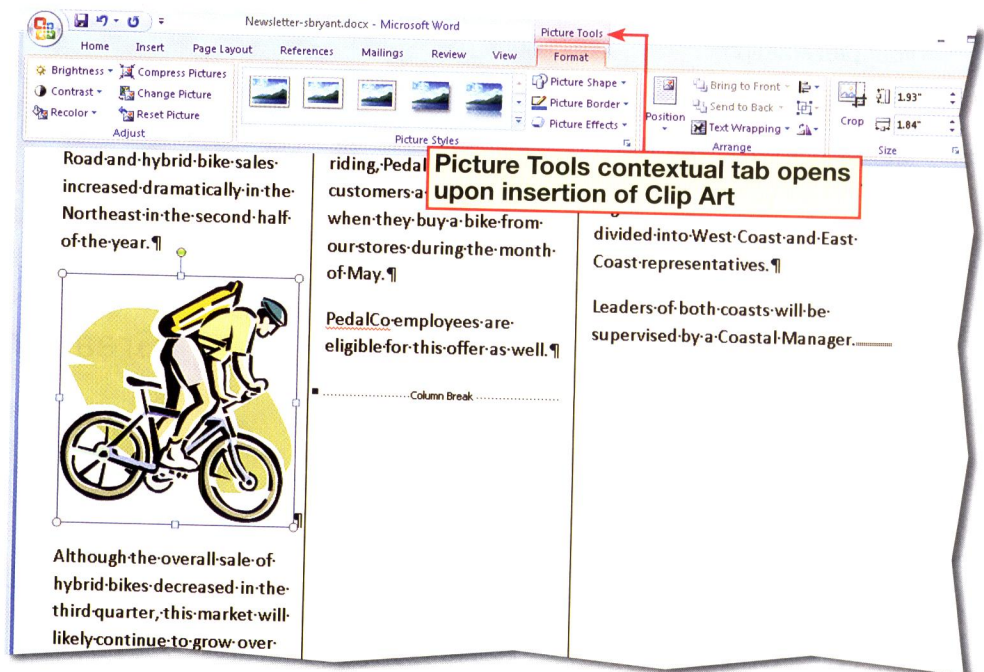 Newsletter-sbryant.docx - Microsoft Word
Picture Tools
Home Insert Page Layout References Mailings Review View Format
Brightness
Compress Pictures
Contrast
Change Picture
Recolor
Reset Picture
Adjust
Picture Styles
Picture Shape
Picture Border
Picture Effects
Position
Bring to Front
Send to Back
Text Wrapping
Arrange
Crop
1.93"
1.84"
Size
Picture Tools contextual tab opens
upon insertion of Clip Art
Road·and·hybrid·bike·sales·
increased·dramatically·in·the·
Northeast·in·the·second·half·
of·the·year.¶
¶
Although·the·overall·sale·of·
hybrid·bikes·decreased·in·the·
third·quarter,·this·market·will·
likely·continue·to·grow·over·
riding,·Pedal
customers·a
when·they·buy·a·bike·from·
our·stores·during·the·month·
of·May.¶
PedalCo·employees·are·
eligible·for·this·offer·as·well.¶
Column Break
divided·into·West·Coast·and·East·
Coast·representatives.¶
Leaders·of·both·coasts·will·be·
supervised·by·a·Coastal·Manager.